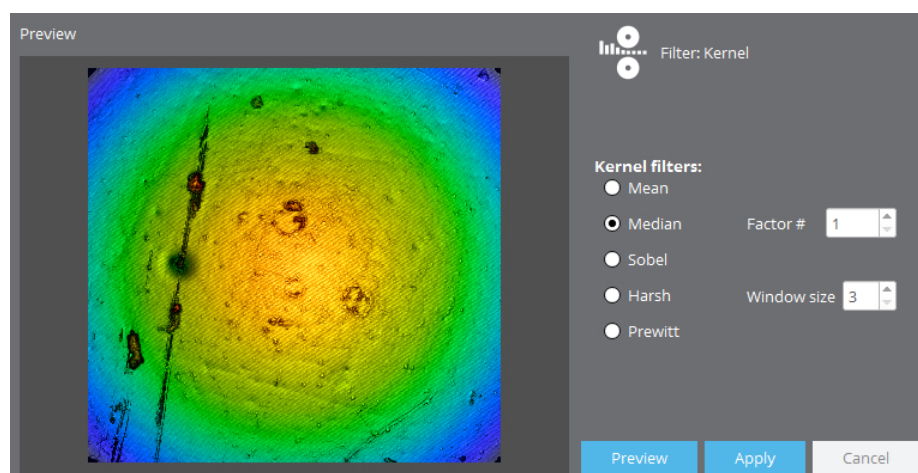 Preview
Filter: Kernel
Kernel filters:
Mean
Median Factor # 1
Sobel
Harsh Window size 3
Prewitt
Preview Apply Cancel